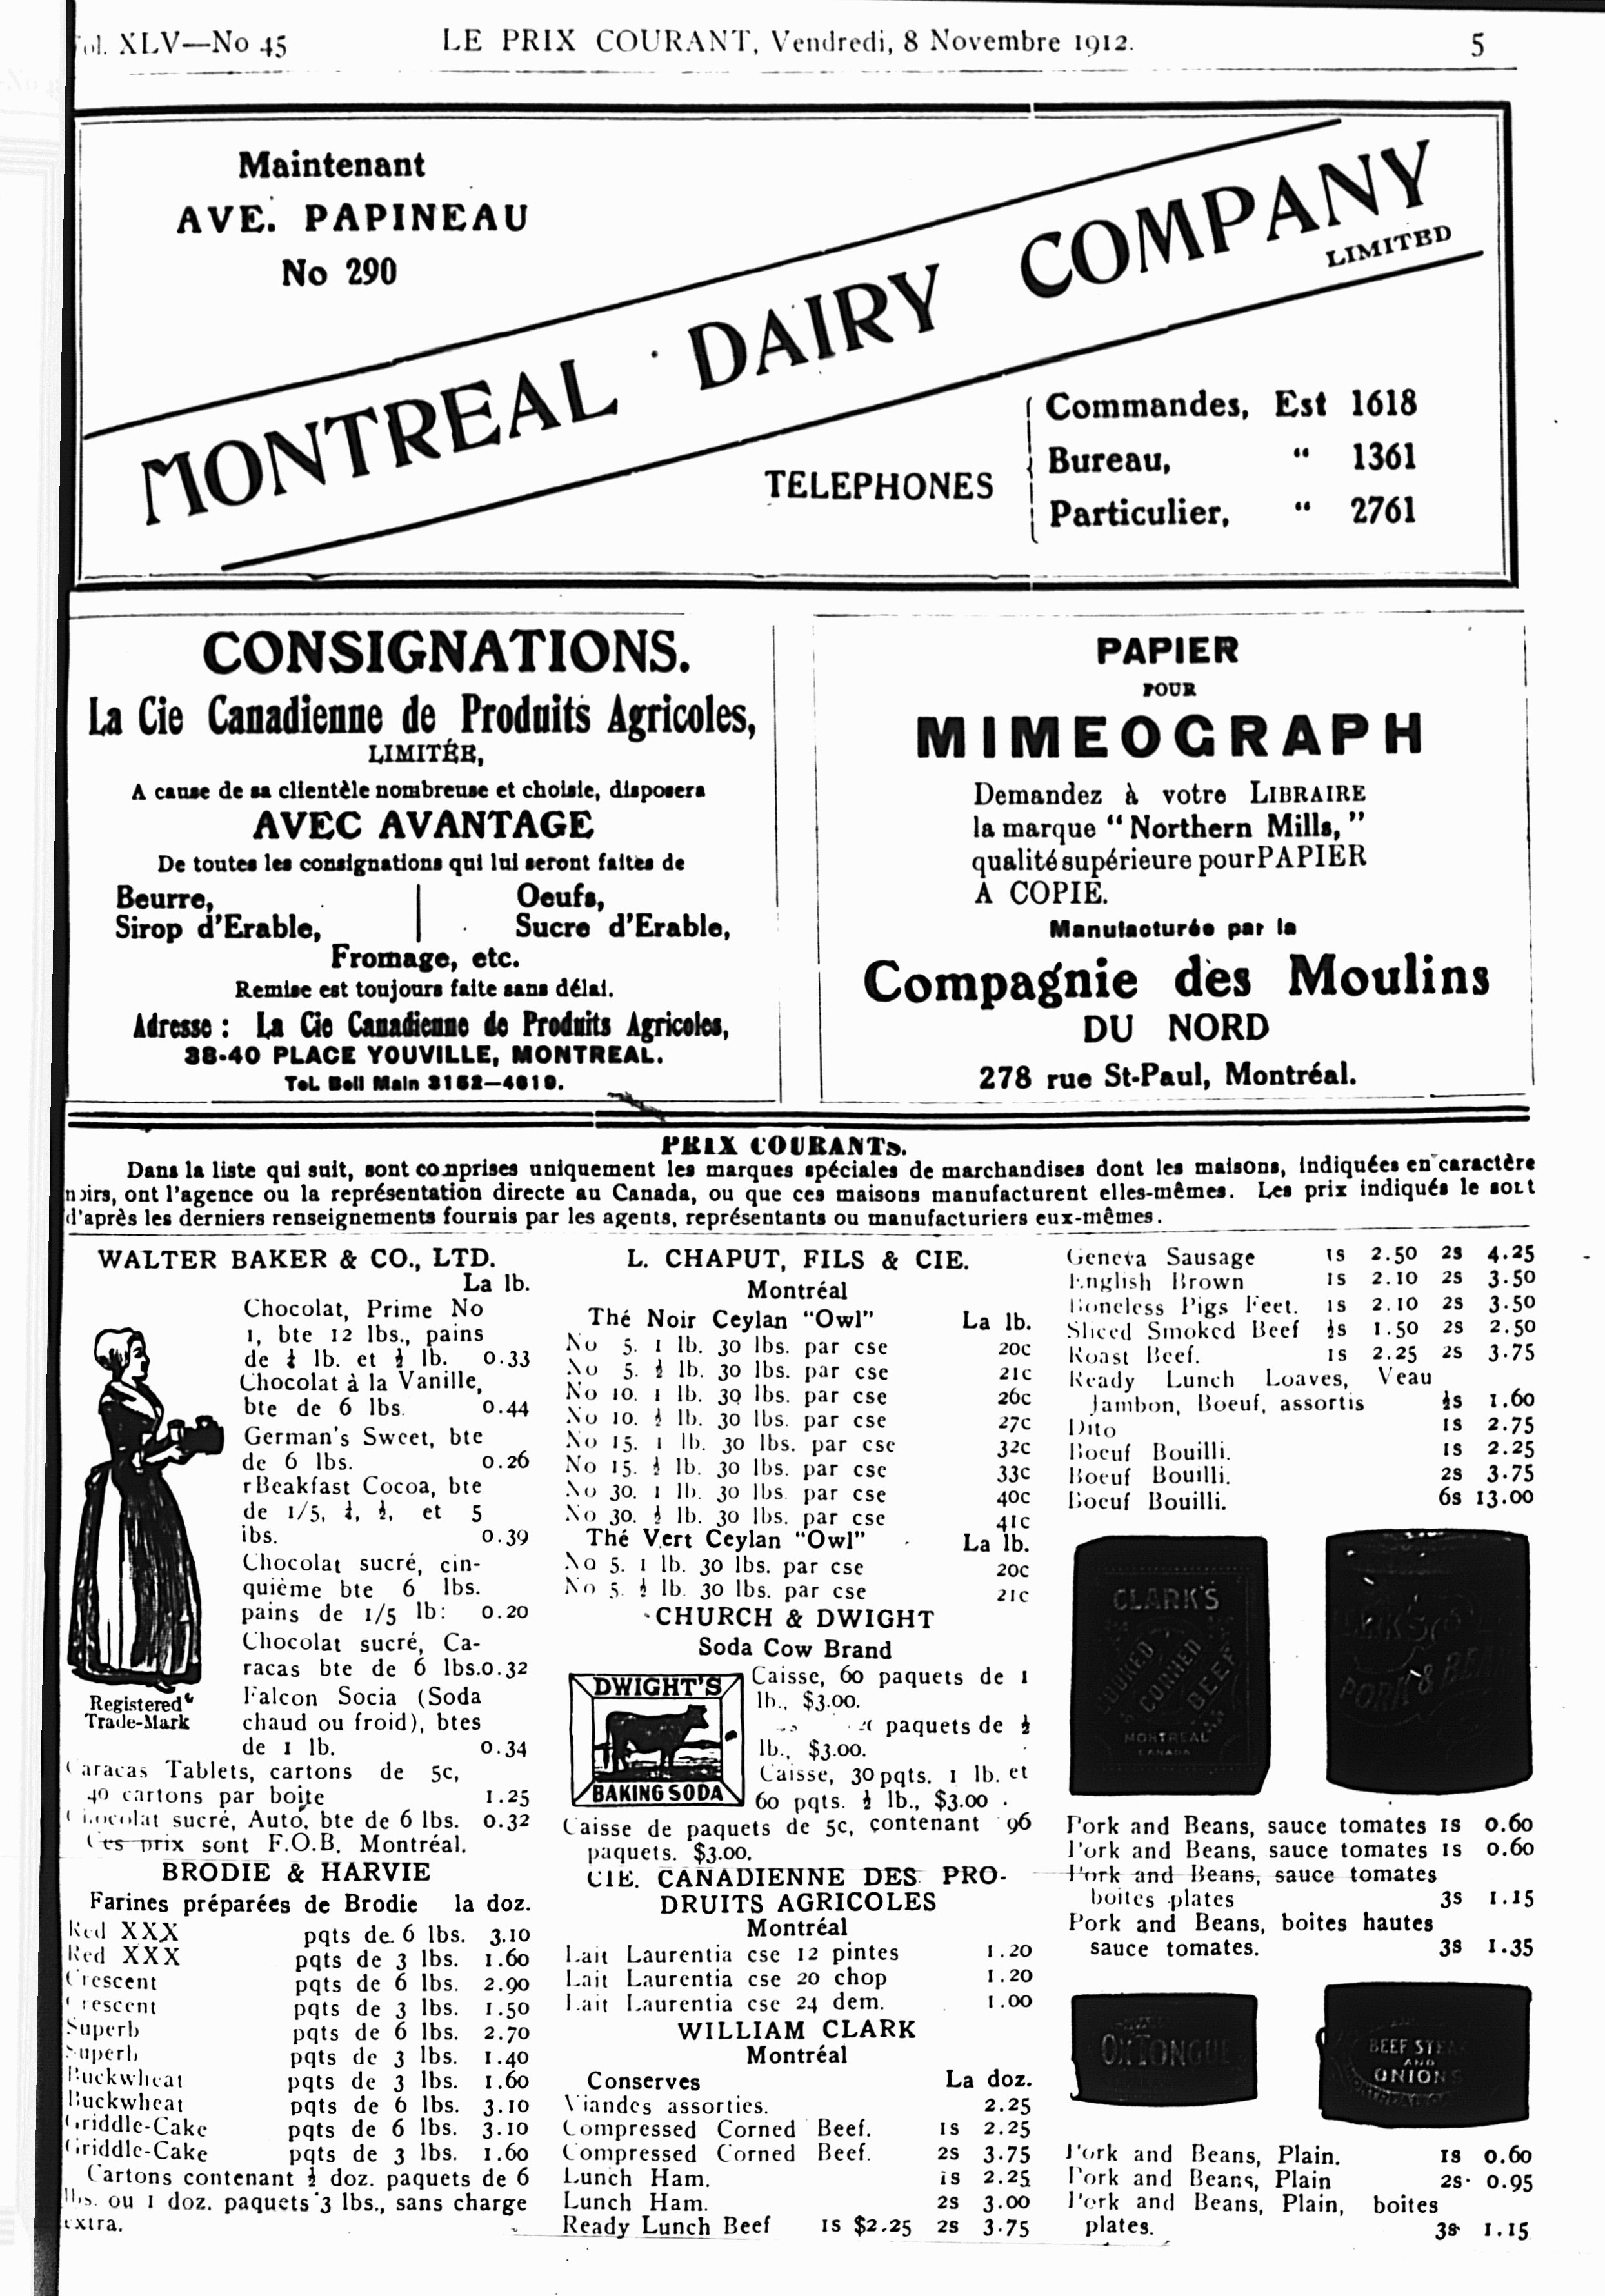 ol. XLV—No 45
LE PRIX COURANT, Vendredi, 8 Novembre 1912.
5
Maintenant
AVE. PAPINEAU
No 290
MONTREAL DAIRY COMPANY
LIMITED
TELEPHONES
Commandes, Est 1618
Bureau, " 1361
Particulier, " 2761
CONSIGNATIONS.
La Cie Canadienne de Produits Agricoles,
LIMITÉE,
A cause de sa clientèle nombreuse et choisie, disposera
AVEC AVANTAGE
De toutes les consignations qui lui seront faites de
Beurre, Oeufs,
Sirop d'Erable, Sucre d'Erable,
Fromage, etc.
Remise est toujours faite sans délai.
Adresse : La Cie Canadienne de Produits Agricoles,
38-40 PLACE YOUVILLE, MONTREAL.
Tel. Bell Main 3152—4619.
PAPIER
POUR
MIMEOGRAPH
Demandez à votre LIBRAIRE
la marque "Northern Mills,"
qualité supérieure pour PAPIER
A COPIE.
Manufacturée par la
Compagnie des Moulins
DU NORD
278 rue St-Paul, Montréal.
PRIX COURANTS.
Dans la liste qui suit, sont comprises uniquement les marques spéciales de marchandises dont les maisons, indiquées en caractère
noirs, ont l'agence ou la représentation directe au Canada, ou que ces maisons manufacturent elles-mêmes. Les prix indiqués le sont
d'après les derniers renseignements fournis par les agents, représentants ou manufacturiers eux-mêmes.
WALTER BAKER & CO., LTD.
La lb.
Chocolat, Prime No
1, bte 12 lbs., pains
de ¼ lb. et ½ lb. 0.33
Chocolat à la Vanille,
bte de 6 lbs. 0.44
German's Sweet, bte
de 6 lbs. 0.26
rBeakfast Cocoa, bte
de 1/5, ¼, ½, et 5
lbs. 0.39
Chocolat sucré, cin-
quième bte 6 lbs.
pains de 1/5 lb: 0.20
Chocolat sucré, Ca-
racas bte de 6 lbs.0.32
Falcon Socia (Soda
chaud ou froid), btes
de 1 lb. 0.34
Registered
Trade-Mark
Caracas Tablets, cartons de 5c,
40 cartons par boite 1.25
Chocolat sucré, Auto, bte de 6 lbs. 0.32
Ces prix sont F.O.B. Montréal.
BRODIE & HARVIE
Farines préparées de Brodie la doz.
Red XXX pqts de 6 lbs. 3.10
Red XXX pqts de 3 lbs. 1.60
Crescent pqts de 6 lbs. 2.90
Crescent pqts de 3 lbs. 1.50
Superb pqts de 6 lbs. 2.70
Superb pqts de 3 lbs. 1.40
Buckwheat pqts de 3 lbs. 1.60
Buckwheat pqts de 6 lbs. 3.10
Griddle-Cake pqts de 6 lbs. 3.10
Griddle-Cake pqts de 3 lbs. 1.60
Cartons contenant ½ doz. paquets de 6
lbs. ou 1 doz. paquets 3 lbs., sans charge
extra.
L. CHAPUT, FILS & CIE.
Montréal
Thé Noir Ceylan "Owl" La lb.
No 5. 1 lb. 30 lbs. par cse 20c
No 5. ½ lb. 30 lbs. par cse 21c
No 10. 1 lb. 30 lbs. par cse 26c
No 10. ½ lb. 30 lbs. par cse 27c
No 15. 1 lb. 30 lbs. par cse 32c
No 15. ½ lb. 30 lbs. par cse 33c
No 30. 1 lb. 30 lbs. par cse 40c
No 30. ½ lb. 30 lbs. par cse 41c
Thé Vert Ceylan "Owl" La lb.
No 5. 1 lb. 30 lbs. par cse 20c
No 5. ½ lb. 30 lbs. par cse 21c
CHURCH & DWIGHT
Soda Cow Brand
DWIGHT'S
BAKING SODA
Caisse, 60 paquets de 1
lb., $3.00.
paquets de ½
lb., $3.00.
Caisse, 30 pqts. 1 lb. et
60 pqts. ½ lb., $3.00 .
Caisse de paquets de 5c, contenant 96
paquets. $3.00.
CIE. CANADIENNE DES PRO-
DRUITS AGRICOLES
Montréal
Lait Laurentia cse 12 pintes 1.20
Lait Laurentia cse 20 chop 1.20
Lait Laurentia cse 24 dem. 1.00
WILLIAM CLARK
Montréal
Conserves La doz.
Viandes assorties. 2.25
Compressed Corned Beef. 1s 2.25
Compressed Corned Beef. 2s 3.75
Lunch Ham. 1s 2.25
Lunch Ham. 2s 3.00
Ready Lunch Beef 1s $2.25 2s 3.75
Geneva Sausage 1s 2.50 2s 4.25
English Brown 1s 2.10 2s 3.50
Boneless Pigs Feet. 1s 2.10 2s 3.50
Sliced Smoked Beef ½s 1.50 2s 2.50
Roast Beef. 1s 2.25 2s 3.75
Ready Lunch Loaves, Veau
Jambon, Boeuf, assortis ½s 1.60
Dito 1s 2.75
Boeuf Bouilli. 1s 2.25
Boeuf Bouilli. 2s 3.75
Boeuf Bouilli. 6s 13.00
CLARK'S
CORNED
BEEF
MONTREAL
CANADA
PORK & BEANS
Pork and Beans, sauce tomates 1s 0.60
Pork and Beans, sauce tomates 1s 0.60
Pork and Beans, sauce tomates
boites plates 3s 1.15
Pork and Beans, boites hautes
sauce tomates. 3s 1.35
OX TONGUE
BEEF STEAK
AND
ONIONS
Pork and Beans, Plain. 1s 0.60
Pork and Beans, Plain 2s 0.95
Pork and Beans, Plain, boites
plates. 3s 1.15